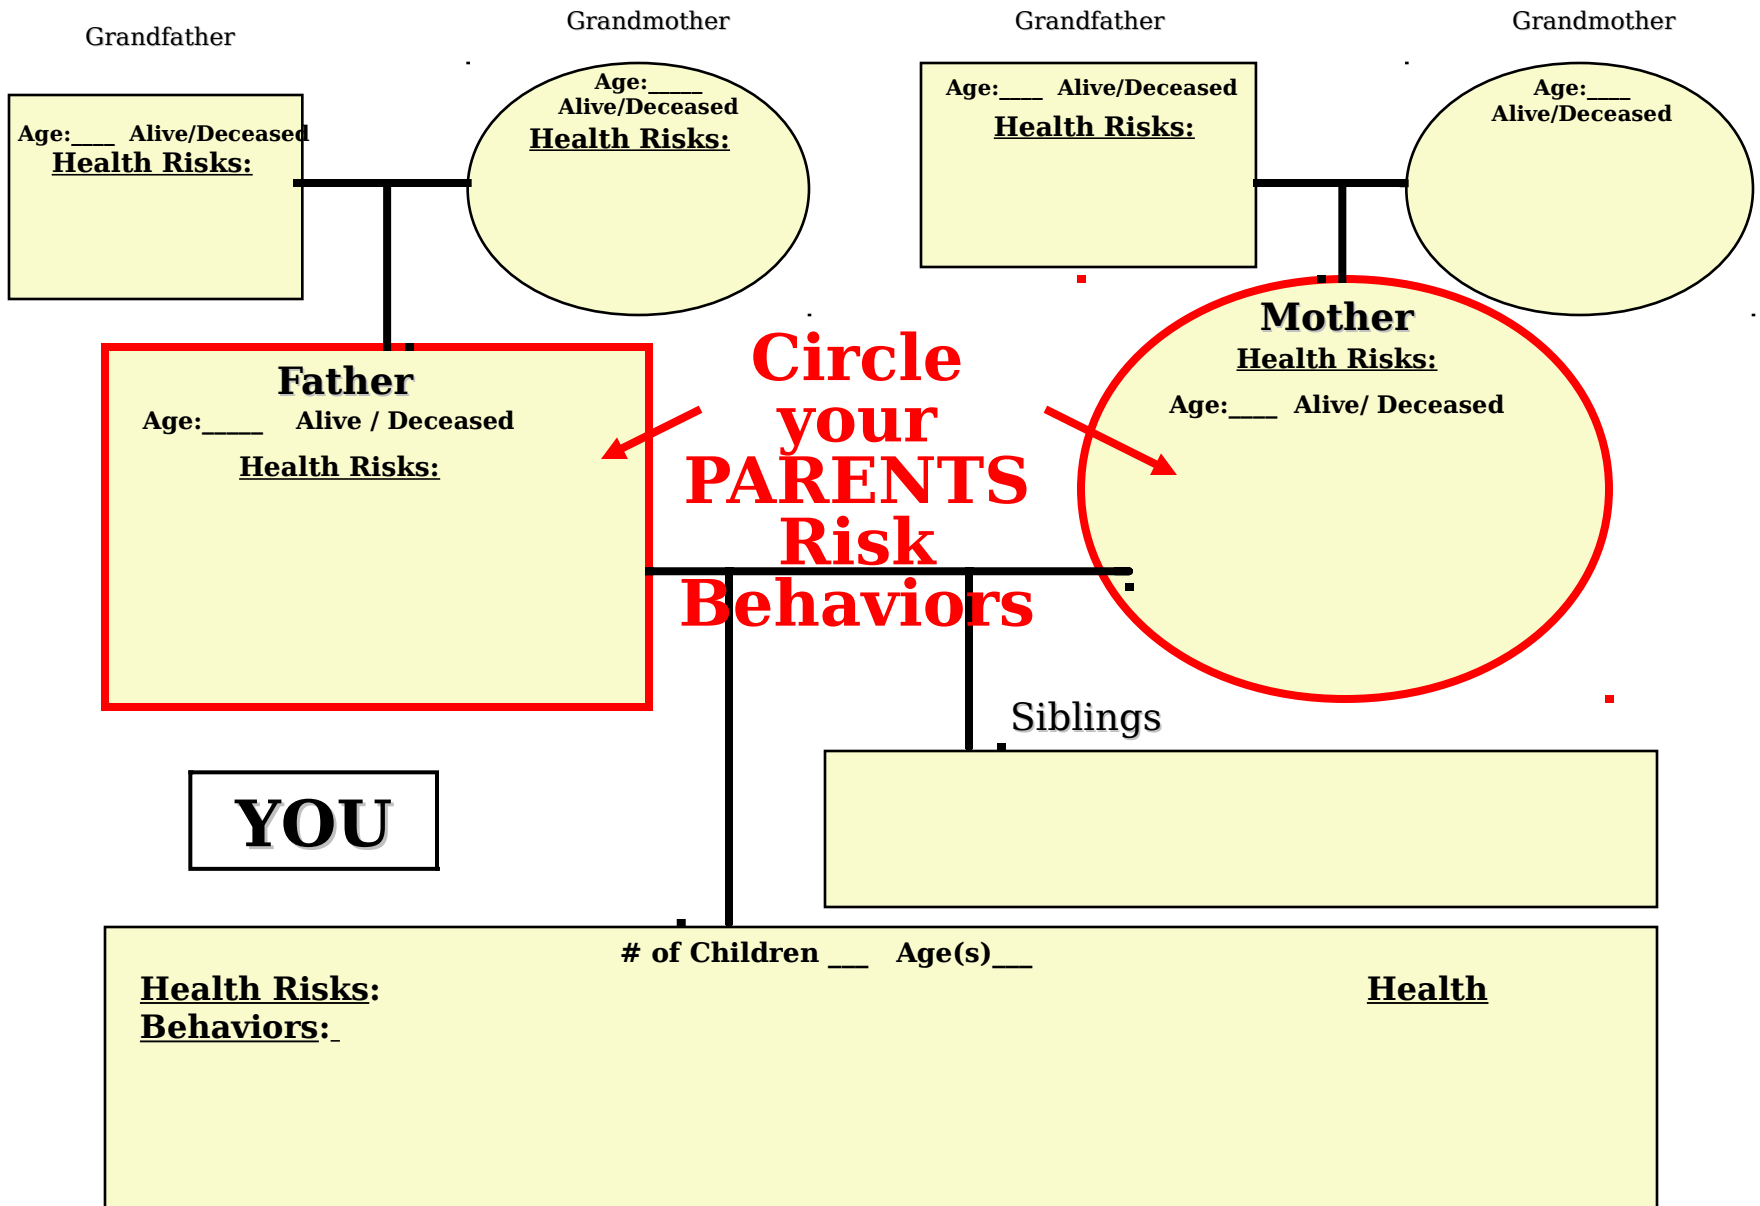 Grandfather
Grandmother
Grandfather
Grandmother
Age:____  Alive/Deceased
Health Risks:
Age:_____
Alive/Deceased
Health Risks:
Age:____  Alive/Deceased
Health Risks:
Age:____
Alive/Deceased
Father
Age:_____    Alive / Deceased
Health Risks:
Circle
your
PARENTS
Risk
Behaviors
Mother
Health Risks:
Age:____  Alive/ Deceased
Siblings
YOU
# of Children ___   Age(s)___
Health Risks:    Health
Behaviors:_